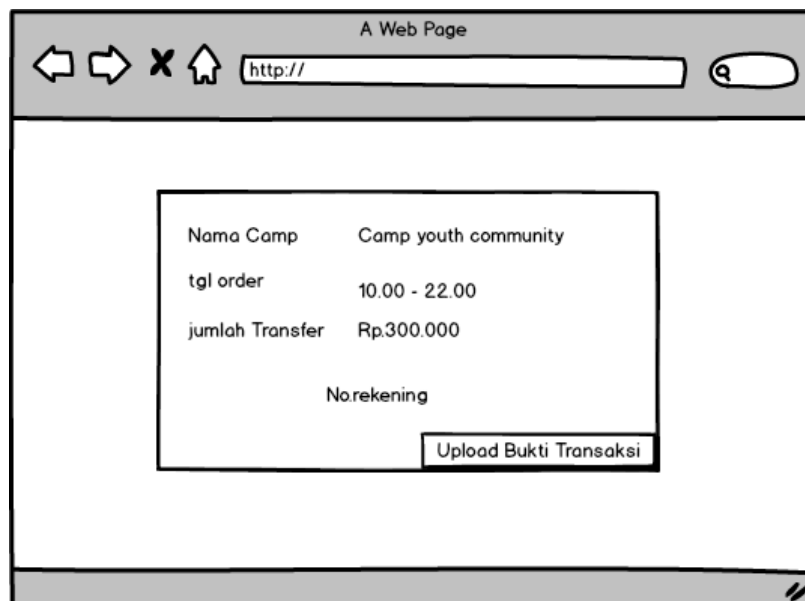 A Web Page
http://
Nama Camp Camp youth community
tgl order 10.00 - 22.00
jumlah Transfer Rp.300.000
No.rekening
Upload Bukti Transaksi